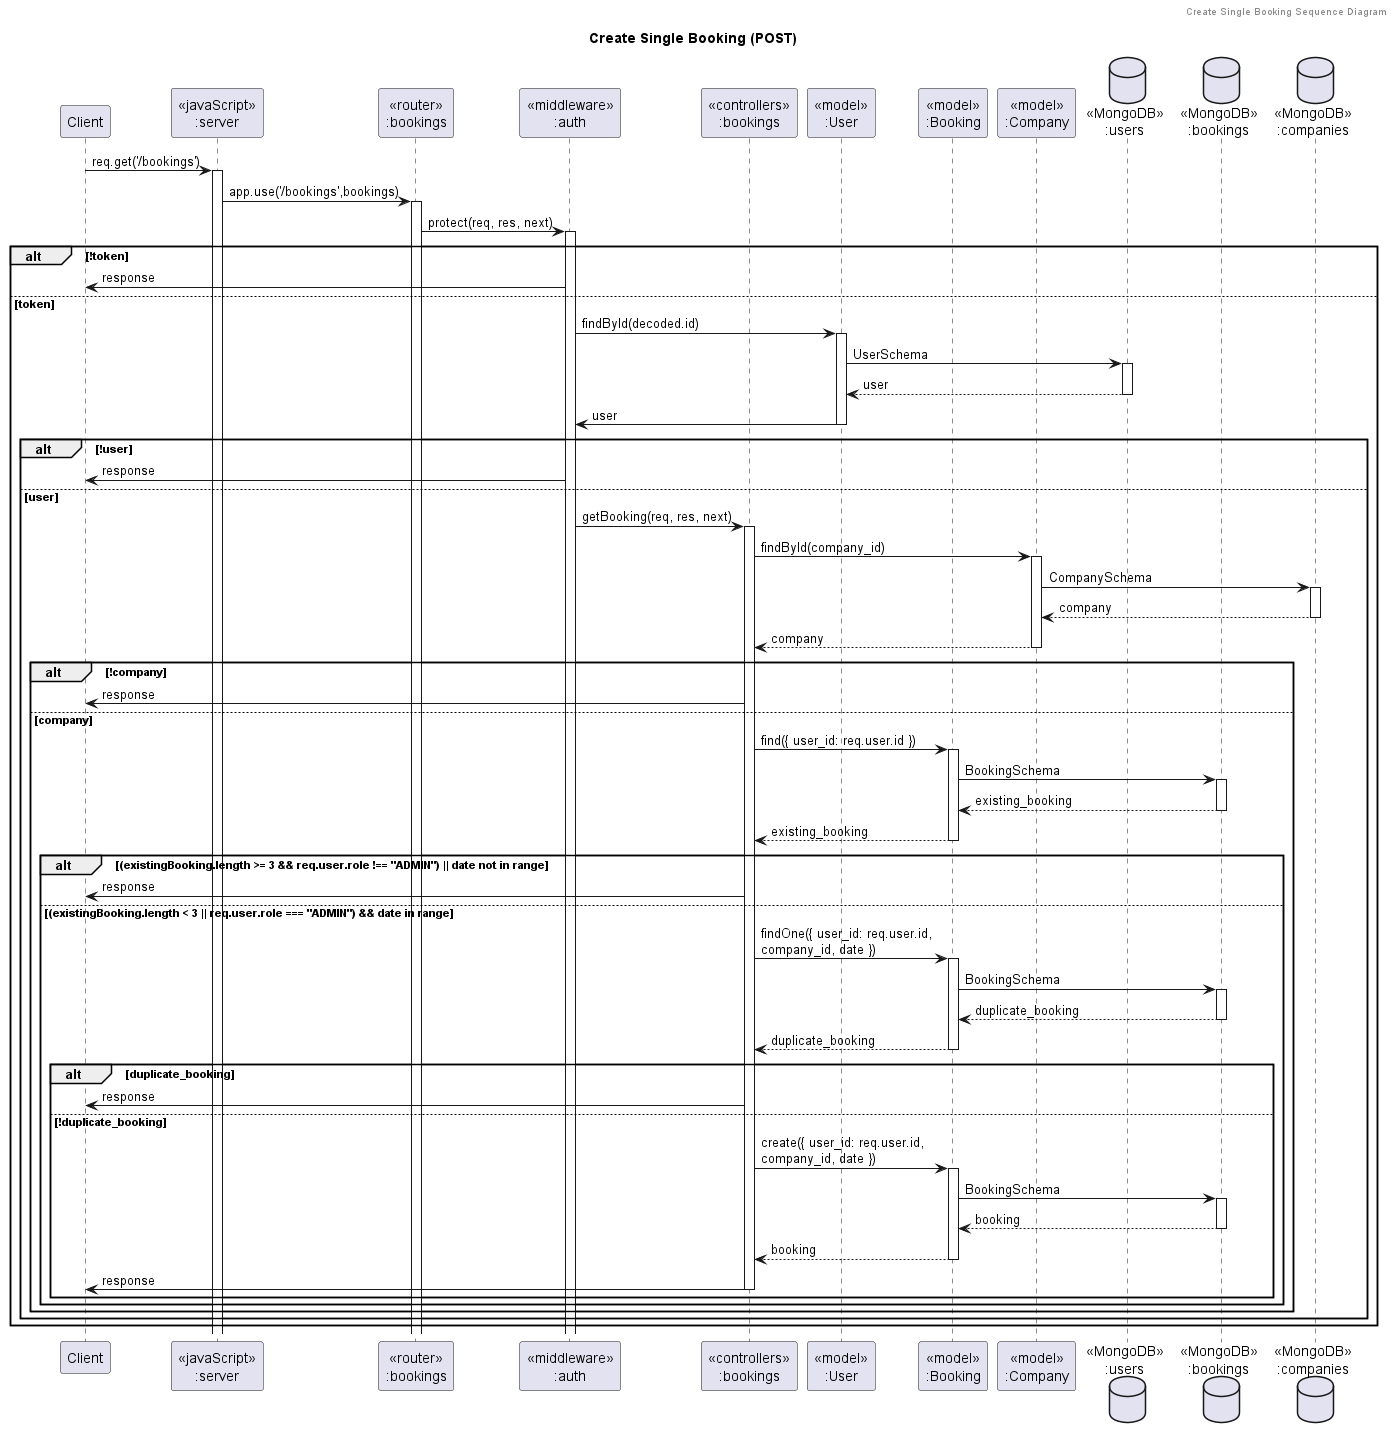 Create Single Booking Sequence Diagram
Create Single Booking (POST)
Client
«javaScript»
:server
«router»
:bookings
«middleware»
:auth
«controllers»
:bookings
«model»
:User
«model»
:Booking
«model»
:Company
«MongoDB»
:users
«MongoDB»
:bookings
«MongoDB»
:companies
req.get('/bookings')
app.use('/bookings',bookings)
protect(req, res, next)
alt [!token]
response
[token]
findById(decoded.id)
UserSchema
user
user
alt [!user]
response
[user]
getBooking(req, res, next)
findById(company_id)
CompanySchema
company
company
alt [!company]
response
[company]
find({ user_id: req.user.id })
BookingSchema
existing_booking
existing_booking
alt [(existingBooking.length >= 3 && req.user.role !== "ADMIN") || date not in range]
response
[(existingBooking.length < 3 || req.user.role === "ADMIN") && date in range]
findOne({ user_id: req.user.id,
company_id, date })
BookingSchema
duplicate_booking
duplicate_booking
alt [duplicate_booking]
response
[!duplicate_booking]
create({ user_id: req.user.id,
company_id, date })
BookingSchema
booking
booking
response
Client
«javaScript»
:server
«router»
:bookings
«middleware»
:auth
«controllers»
:bookings
«model»
:User
«model»
:Booking
«model»
:Company
«MongoDB»
:users
«MongoDB»
:bookings
«MongoDB»
:companies